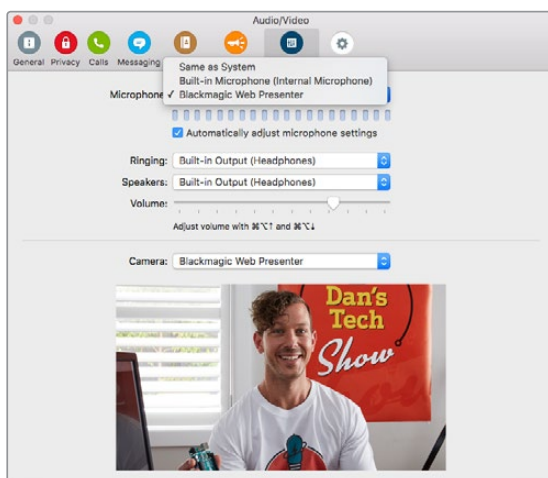 Audio/Video
General Privacy Calls Messaging
Same as System
Built-in Microphone (Internal Microphone)
Microphone: ✓ Blackmagic Web Presenter
Automatically adjust microphone settings
Ringing: Built-in Output (Headphones)
Speakers: Built-in Output (Headphones)
Volume:
Adjust volume with ⌘⌥↑ and ⌘⌥↓
Camera: Blackmagic Web Presenter
Dan's
Tech
Show